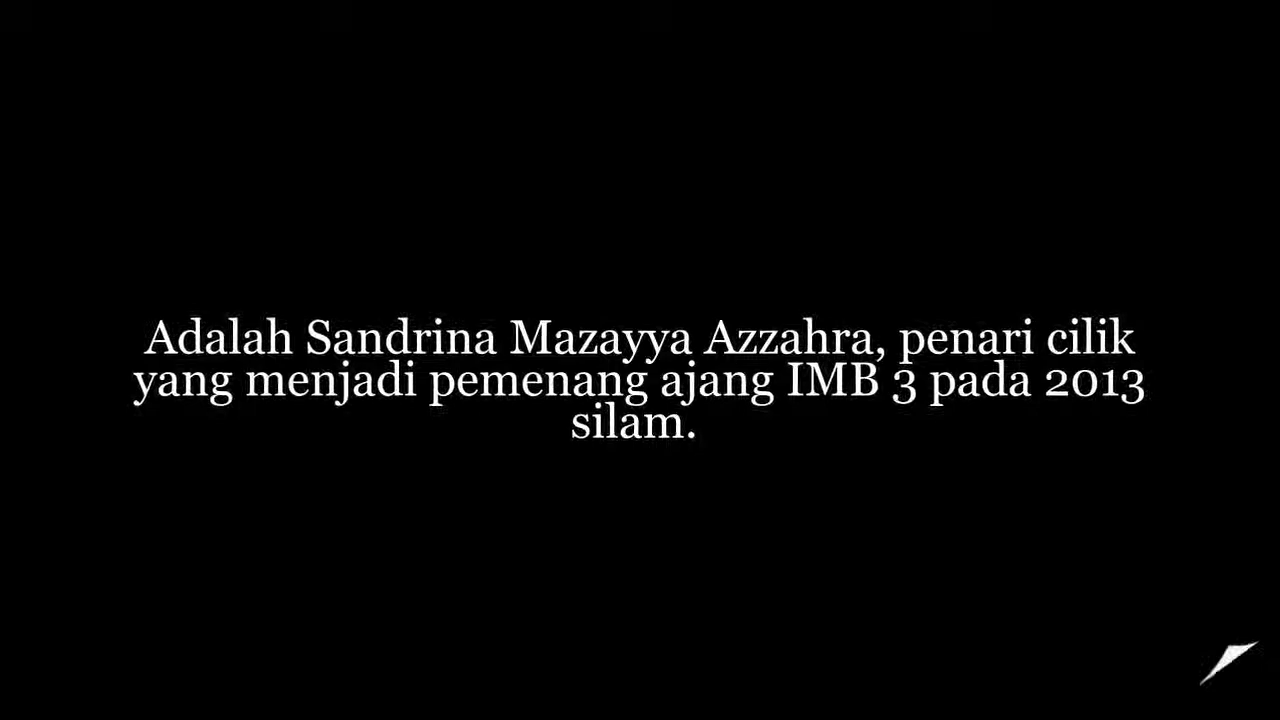 Adalah Sandrina Mazayya Azzahra, penari cilik
yang menjadi pemenang ajang IMB 3 pada 2013
silam.